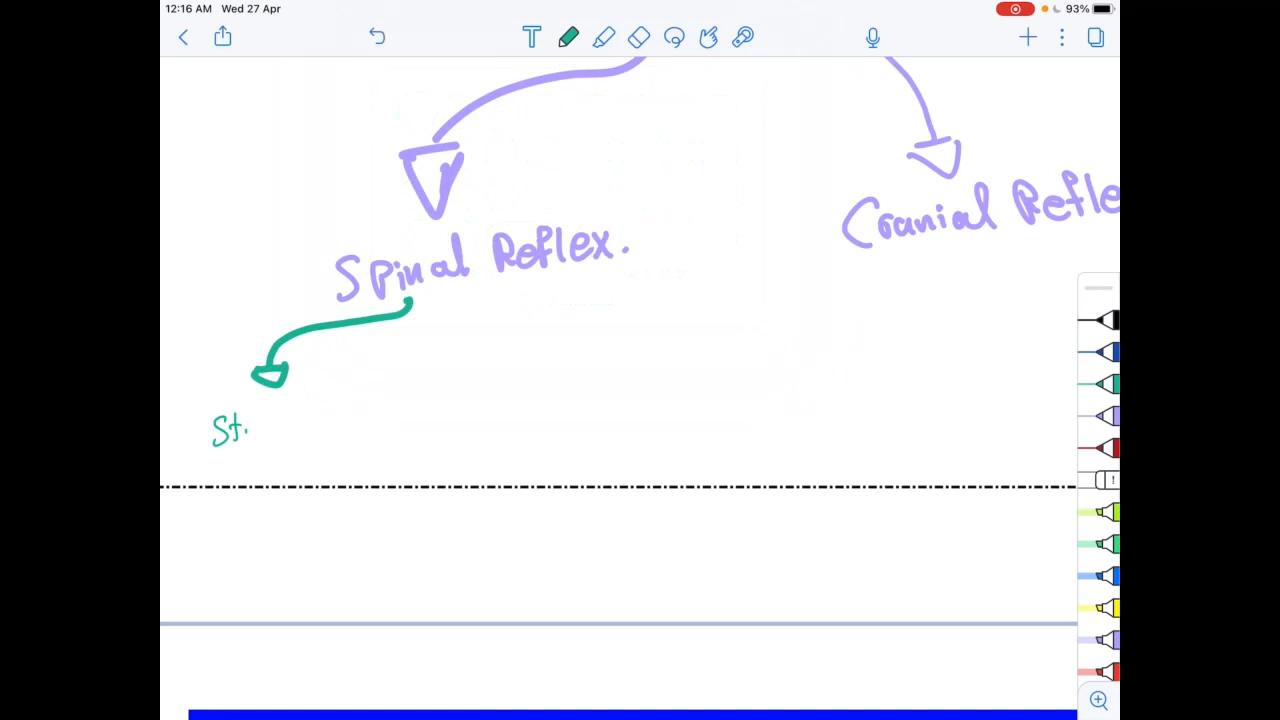 12:16 AM Wed 27 Apr
93%
T
Spinal Reflex.
Cranial Refle
St.